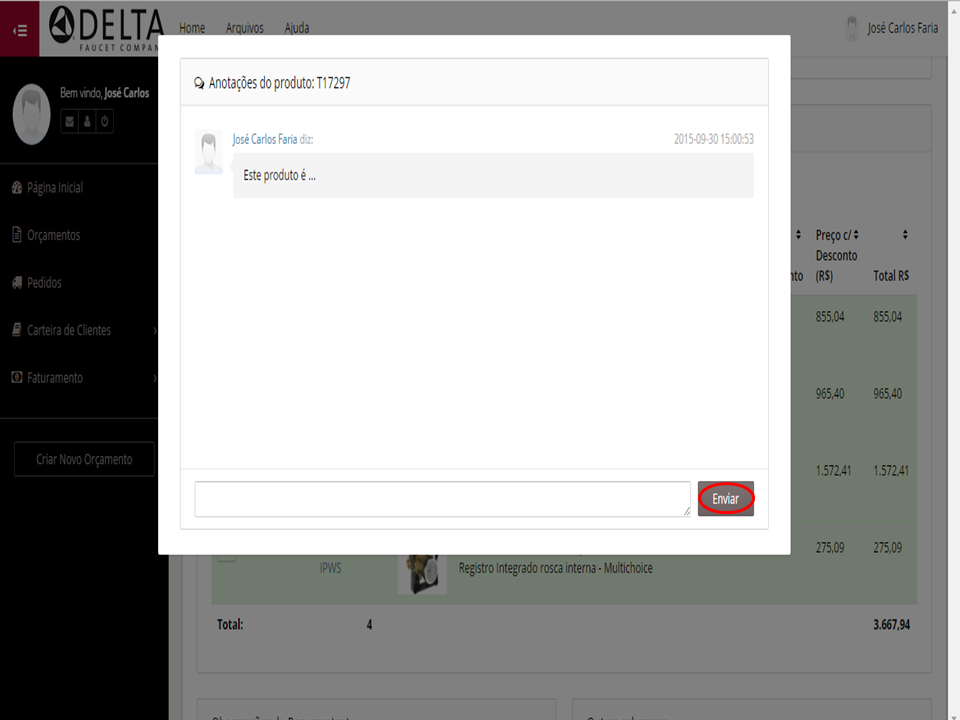 DELTA
FAUCET COMPAN
Home Arquivos Ajuda
José Carlos Faria
Bem vindo, José Carlos
Página Inicial
Orçamentos
Pedidos
Carteira de Clientes
Faturamento
Criar Novo Orçamento
Anotações do produto: T17297
José Carlos Faria diz: 2015-09-30 15:00:53
Este produto é ...
Enviar
Preço c/
Desconto
nto (R$) Total R$
855,04 855,04
965,40 965,40
1.572,41 1.572,41
275,09 275,09
IPWS Registro Integrado rosca interna - Multichoice
Total: 4 3.667,94